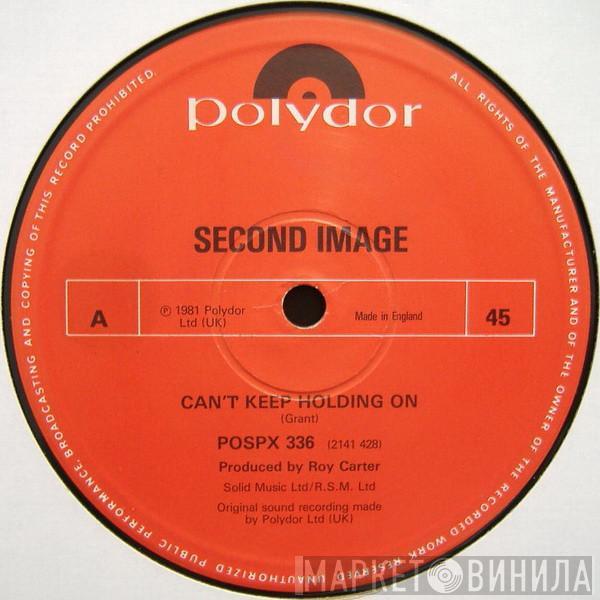 polydor
SECOND IMAGE
A
℗ 1981 Polydor
Ltd (UK)
Made in England
45
CAN'T KEEP HOLDING ON
(Grant)
POSPX 336 (2141 428)
Produced by Roy Carter
Solid Music Ltd/R.S.M. Ltd
Original sound recording made
by Polydor Ltd (UK)
ALL RIGHTS OF THE MANUFACTURER AND OF THE OWNER OF THE RECORDED WORK RESERVED. UNAUTHORIZED PUBLIC PERFORMANCE, BROADCASTING AND COPYING OF THIS RECORD PROHIBITED.
МАРКЕТ ВИНИЛА